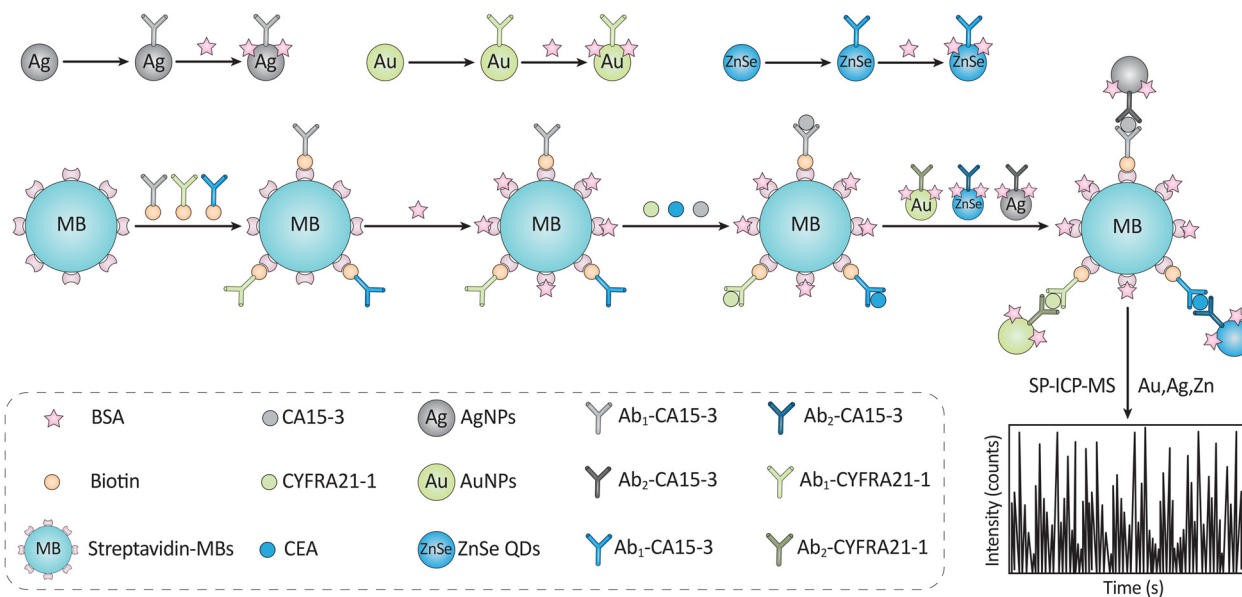 Ag Ag Ag Au Au Au ZnSe ZnSe ZnSe
MB MB MB MB Au ZnSe Ag MB
SP-ICP-MS Au,Ag,Zn
BSA CA15-3 Ag AgNPs Ab₁-CA15-3 Ab₂-CA15-3
Biotin CYFRA21-1 Au AuNPs Ab₂-CA15-3 Ab₁-CYFRA21-1
MB Streptavidin-MBs CEA ZnSe ZnSe QDs Ab₁-CA15-3 Ab₂-CYFRA21-1
Intensity (counts)
Time (s)